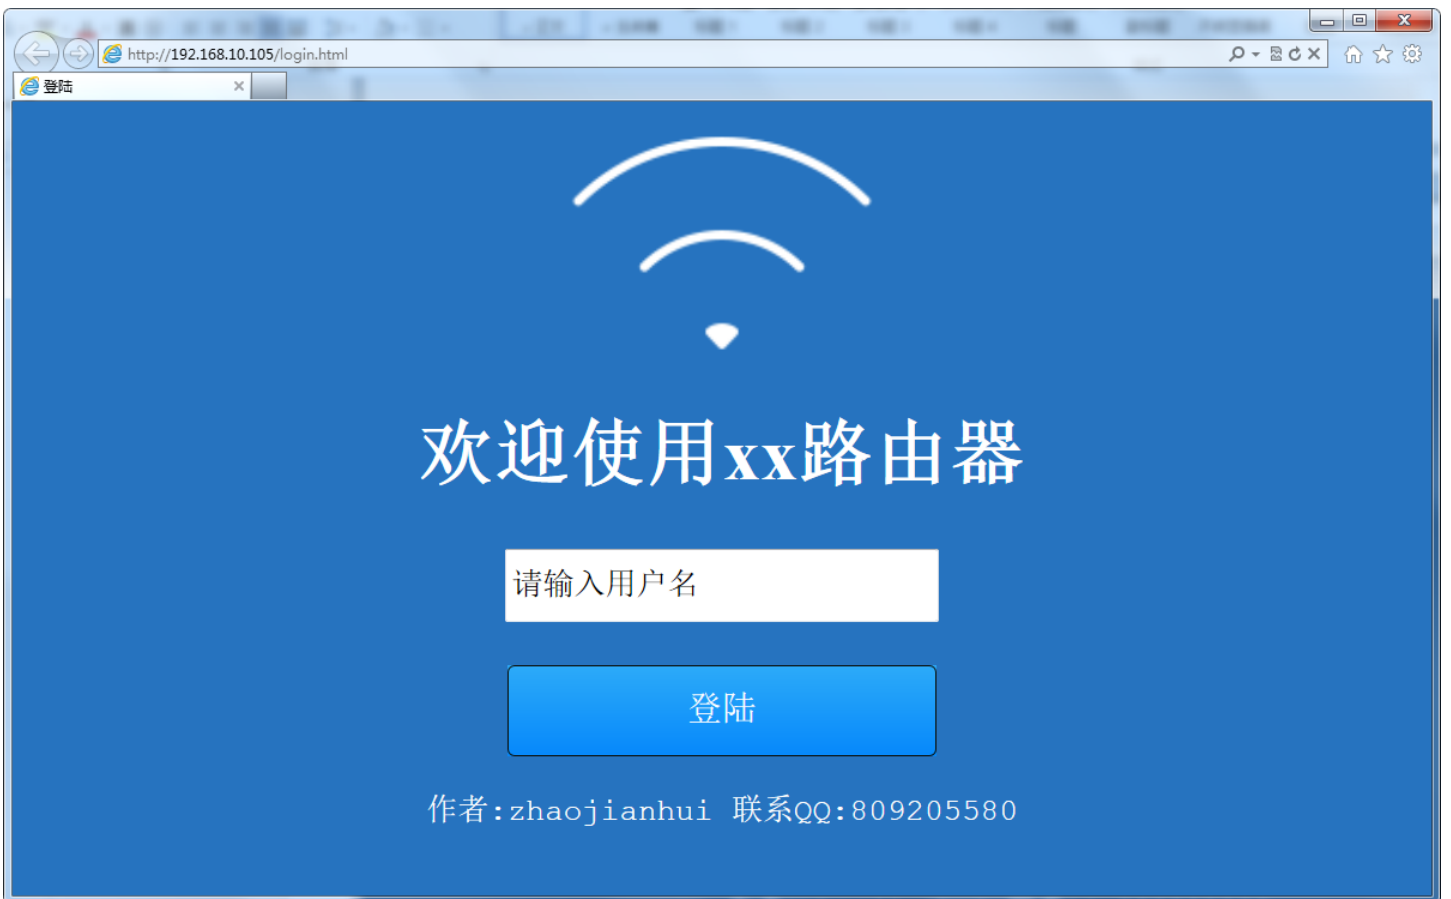 http://192.168.10.105/login.html
登陆
欢迎使用xx路由器
请输入用户名
登陆
作者:zhaojianhui 联系QQ:809205580